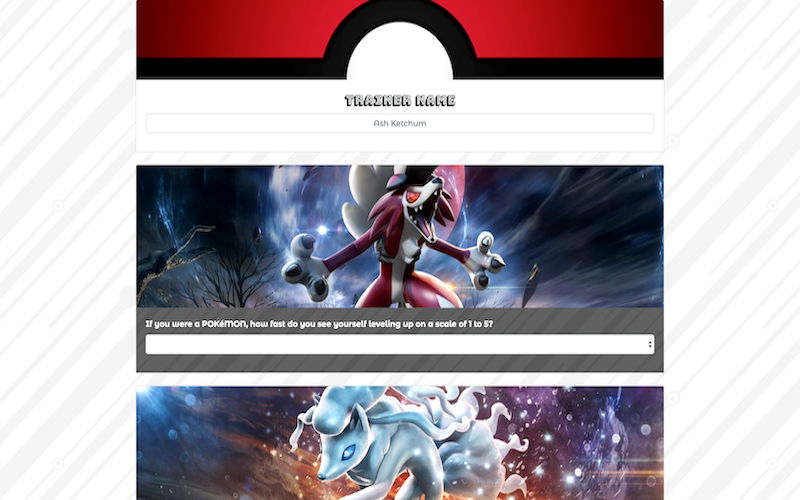 TRAINER NAME
Ash Ketchum
If you were a POKéMON, how fast do you see yourself leveling up on a scale of 1 to 5?